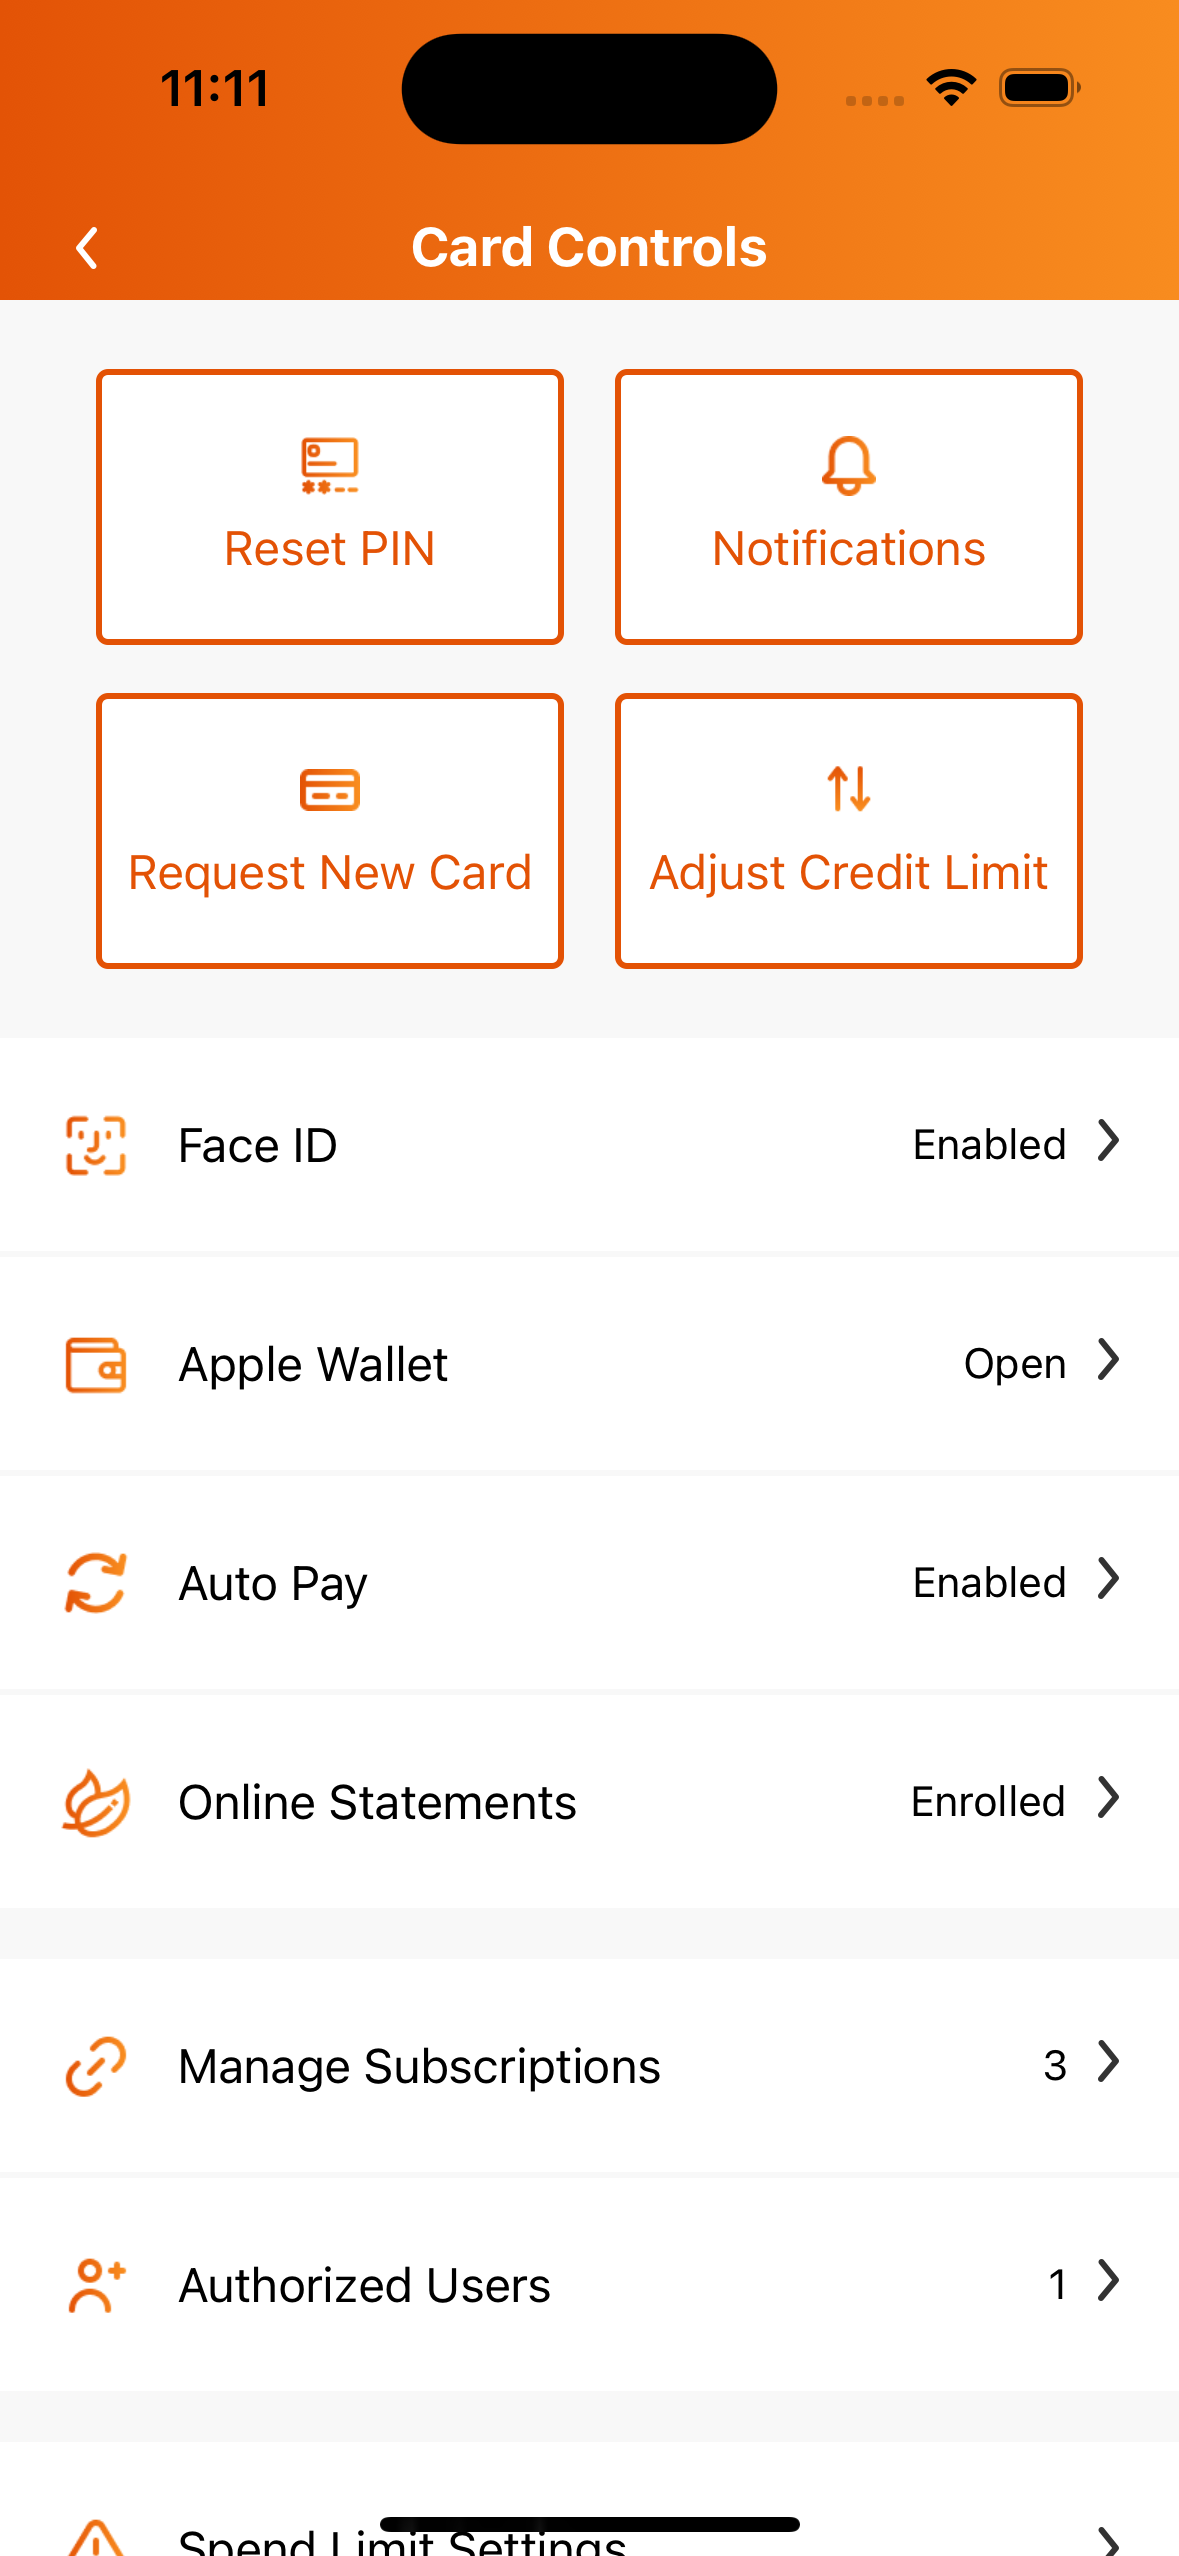 11:11
Card Controls
Reset PIN
Notifications
Request New Card
Adjust Credit Limit
Face ID
Enabled
Apple Wallet
Open
Auto Pay
Enabled
Online Statements
Enrolled
Manage Subscriptions
3
Authorized Users
1
Spend Limit Settings